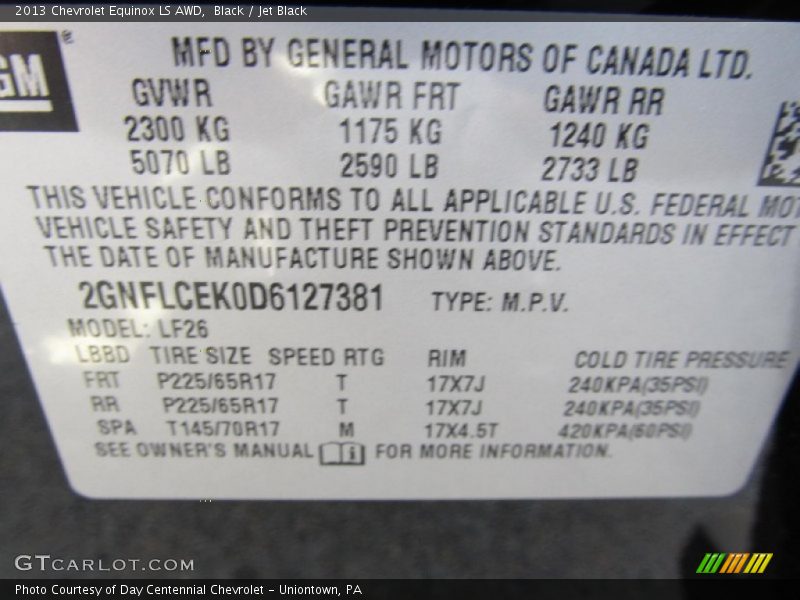 2013 Chevrolet Equinox LS AWD,  Black / Jet Black
GM
®
MFD BY GENERAL MOTORS OF CANADA LTD.
GVWR GAWR FRT GAWR RR
2300 KG 1175 KG 1240 KG
5070 LB 2590 LB 2733 LB
THIS VEHICLE CONFORMS TO ALL APPLICABLE U.S. FEDERAL MOT
VEHICLE SAFETY AND THEFT PREVENTION STANDARDS IN EFFECT
THE DATE OF MANUFACTURE SHOWN ABOVE.
2GNFLCEK0D6127381 TYPE: M.P.V.
MODEL: LF26
LBBD TIRE SIZE SPEED RTG RIM COLD TIRE PRESSURE
FRT P225/65R17 T 17X7J 240KPA(35PSI)
RR P225/65R17 T 17X7J 240KPA(35PSI)
SPA T145/70R17 M 17X4.5T 420KPA(60PSI)
SEE OWNER'S MANUAL FOR MORE INFORMATION.
GTCARLOT.COM
Photo Courtesy of Day Centennial Chevrolet - Uniontown, PA